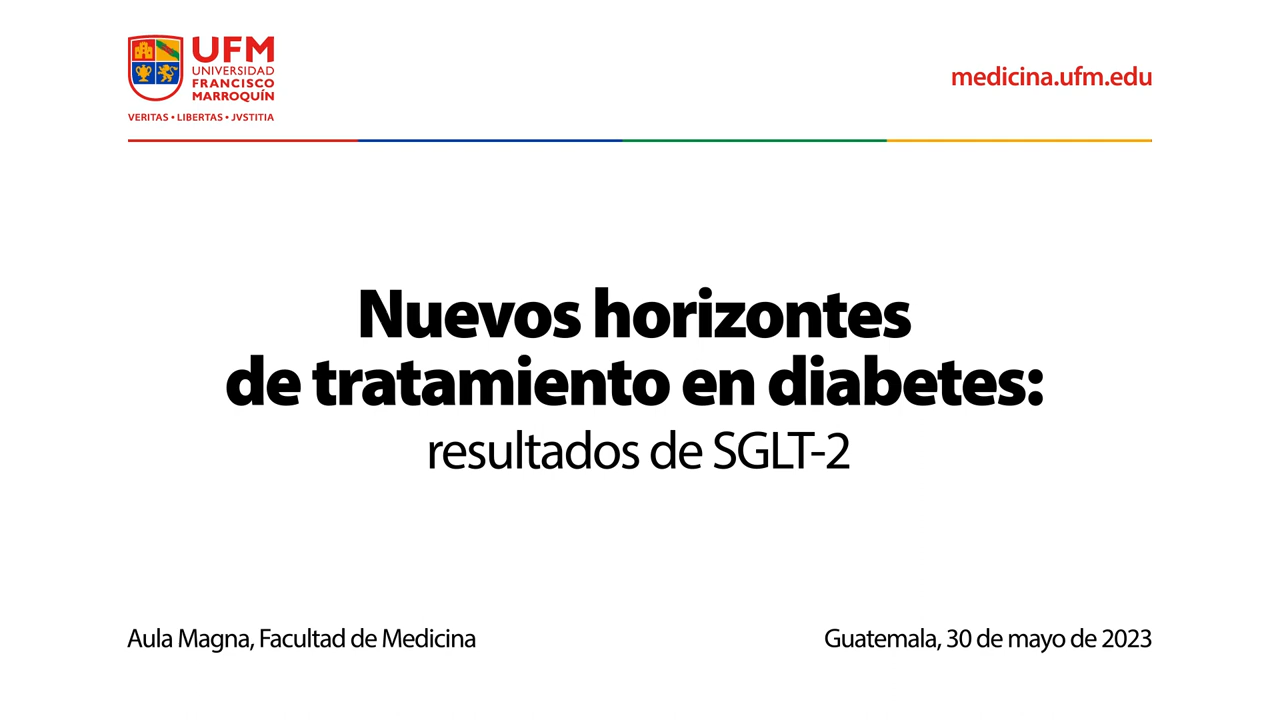 UFM
UNIVERSIDAD
FRANCISCO
MARROQUÍN
VERITAS • LIBERTAS • JVSTITIA
medicina.ufm.edu
Nuevos horizontes
de tratamiento en diabetes:
resultados de SGLT-2
Aula Magna, Facultad de Medicina
Guatemala, 30 de mayo de 2023